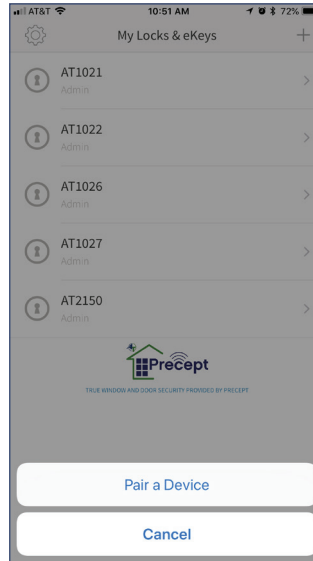 AT&T 10:51 AM 72%
My Locks & eKeys
AT1021
Admin
AT1022
Admin
AT1026
Admin
AT1027
Admin
AT2150
Admin
Precept
TRUE WINDOW AND DOOR SECURITY PROVIDED BY PRECEPT
Pair a Device
Cancel